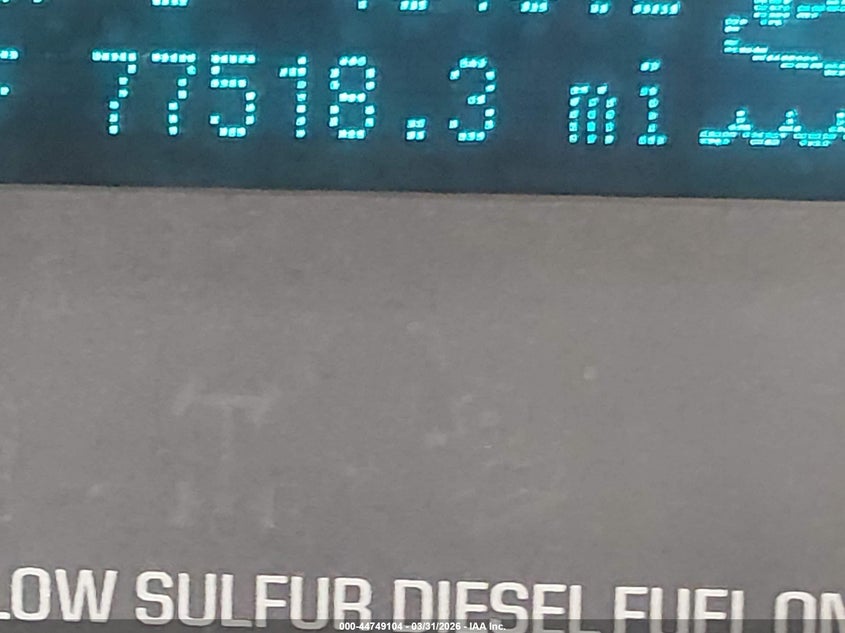 77518.3 mi
LOW SULFUR DIESEL FUEL ON
000-44749104 - 03/31/2026 - IAA Inc.